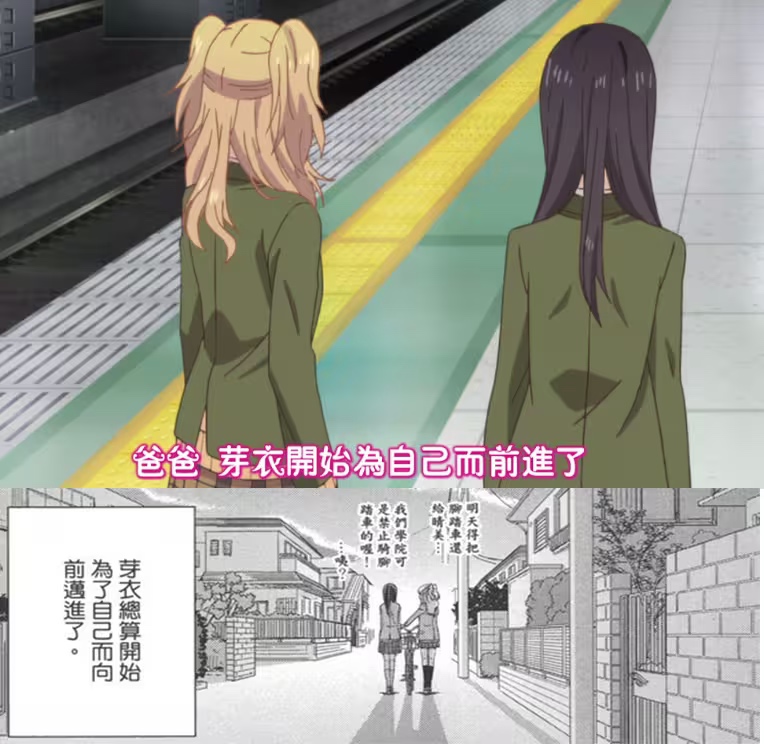 爸爸 芽衣開始為自己而前進了
明天得把
腳踏車還
給晴美…
我們學院可
是禁止騎腳
踏車的喔！
…咦？
芽衣總算開始
為了自己而向
前邁進了。